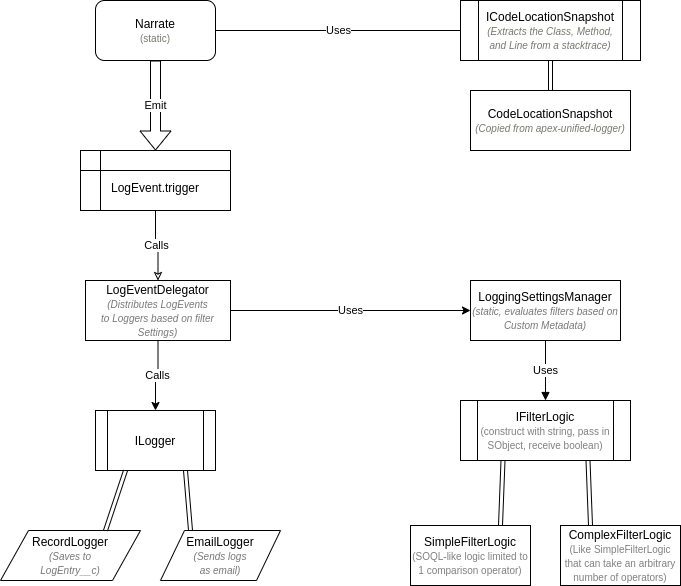 Narrate
(static)
Uses
ICodeLocationSnapshot
(Extracts the Class, Method,
and Line from a stacktrace)
Emit
CodeLocationSnapshot
(Copied from apex-unified-logger)
LogEvent.trigger
Calls
LogEventDelegator
(Distributes LogEvents
to Loggers based on filter
Settings)
Uses
LoggingSettingsManager
(static, evaluates filters based on
Custom Metadata)
Calls
Uses
ILogger
IFilterLogic
(construct with string, pass in
SObject, receive boolean)
RecordLogger
(Saves to
LogEntry__c)
EmailLogger
(Sends logs
as email)
SimpleFilterLogic
(SOQL-like logic limited to
1 comparison operator)
ComplexFilterLogic
(Like SimpleFilterLogic
that can take an arbitrary
number of operators)